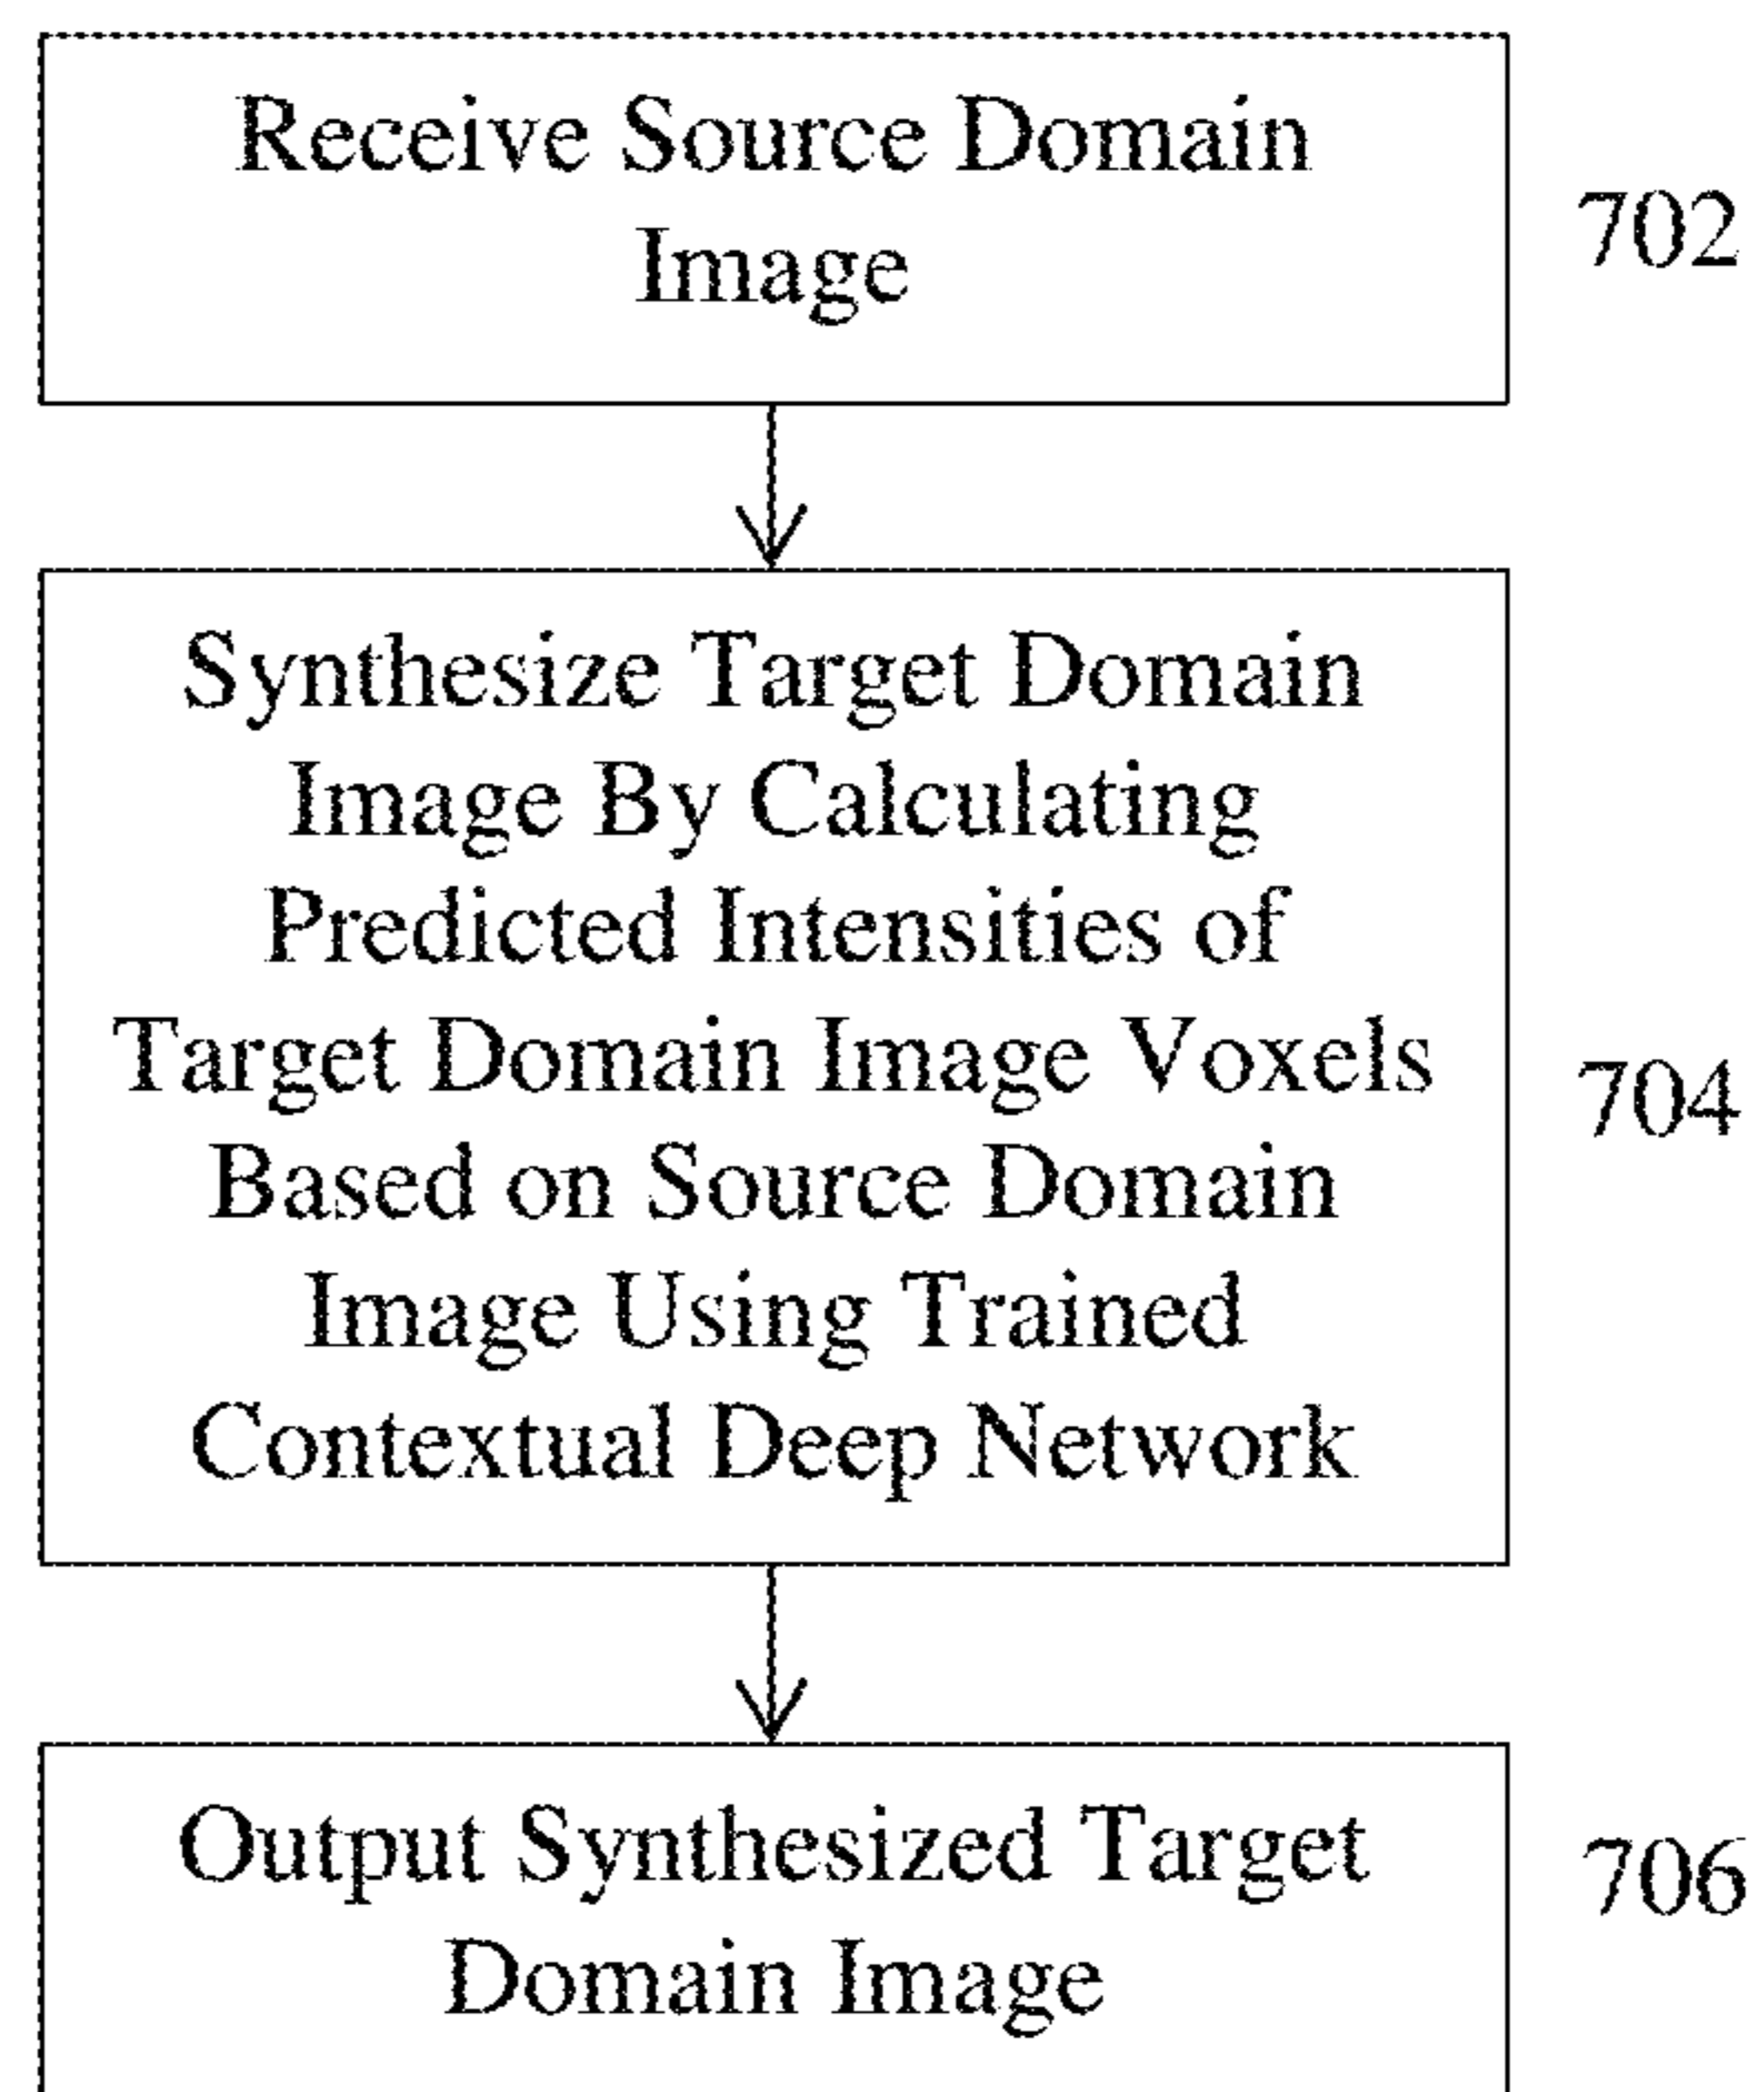 Receive Source Domain
Image
702
Synthesize Target Domain
Image By Calculating
Predicted Intensities of
Target Domain Image Voxels
Based on Source Domain
Image Using Trained
Contextual Deep Network
704
Output Synthesized Target
Domain Image
706